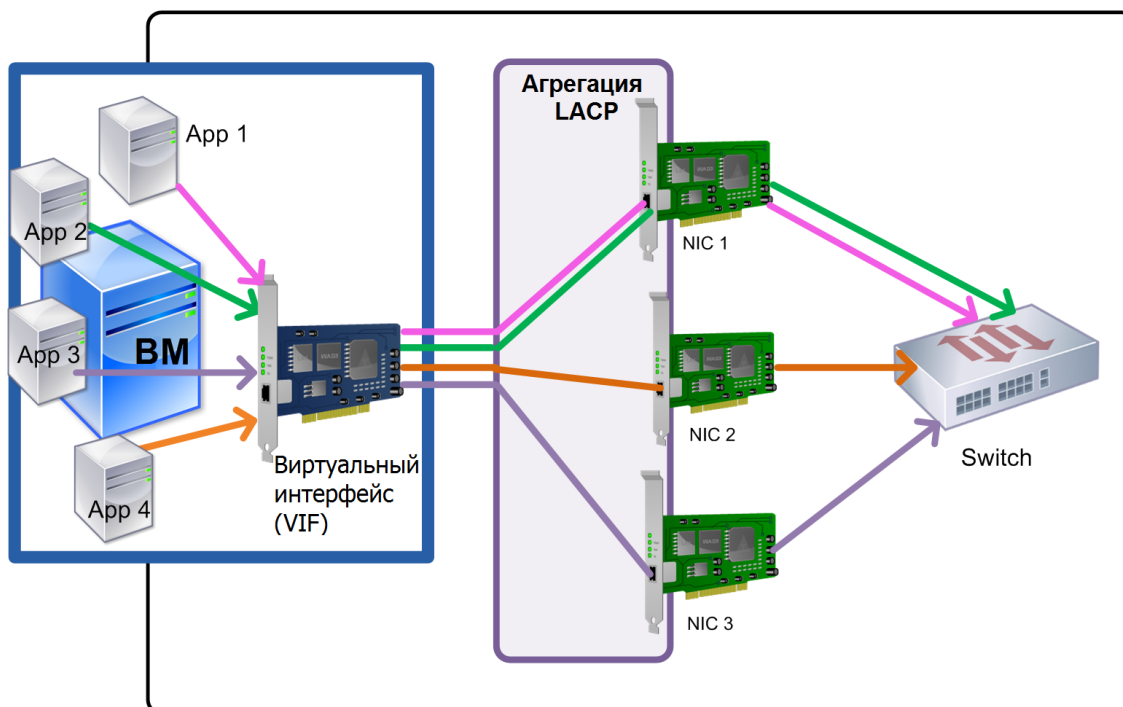 Агрегация
LACP
App 1
App 2
App 3
ВМ
App 4
Виртуальный
интерфейс
(VIF)
NIC 1
NIC 2
NIC 3
Switch